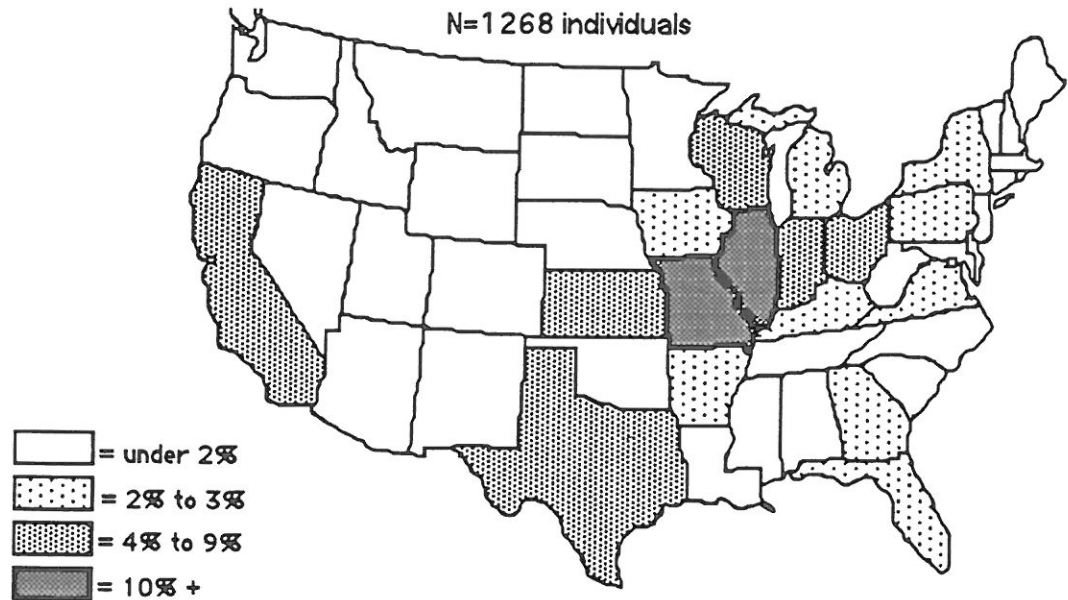 N=1268 individuals
= under 2%
= 2% to 3%
= 4% to 9%
= 10% +